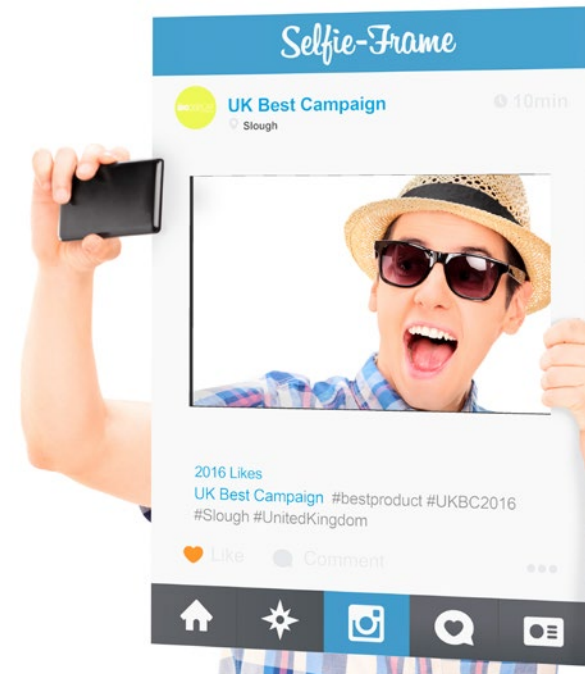 Selfie-Frame
UK Best Campaign
10min
Slough
2016 Likes
UK Best Campaign #bestproduct #UKBC2016
#Slough #UnitedKingdom
Like Comment